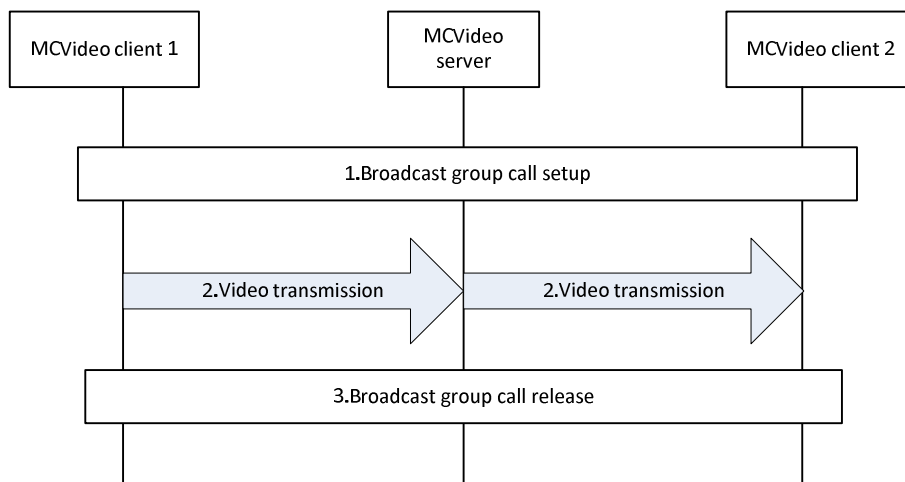 MCVideo client 1
MCVideo
server
MCVideo client 2
1.Broadcast group call setup
2.Video transmission
2.Video transmission
3.Broadcast group call release